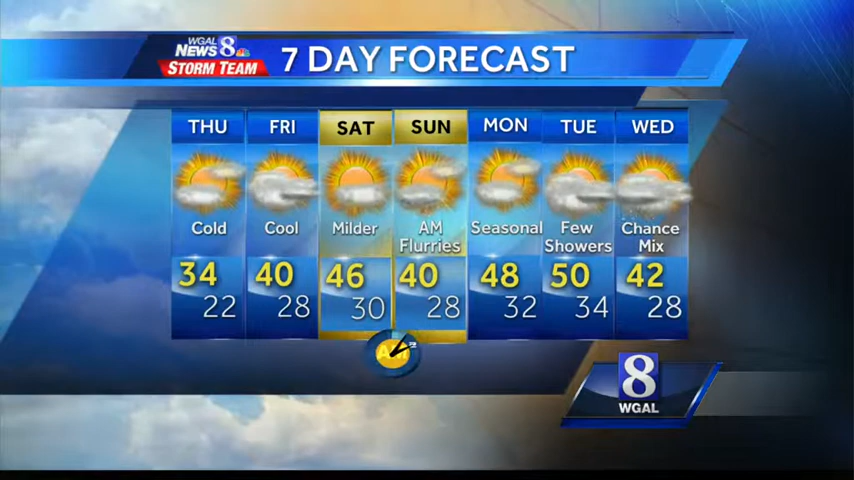 WGAL
NEWS 8
STORM TEAM
7 DAY FORECAST
THU FRI SAT SUN MON TUE WED
Cold Cool Milder AM Flurries Seasonal Few Showers Chance Mix
34 40 46 40 48 50 42
22 28 30 28 32 34 28
8
WGAL